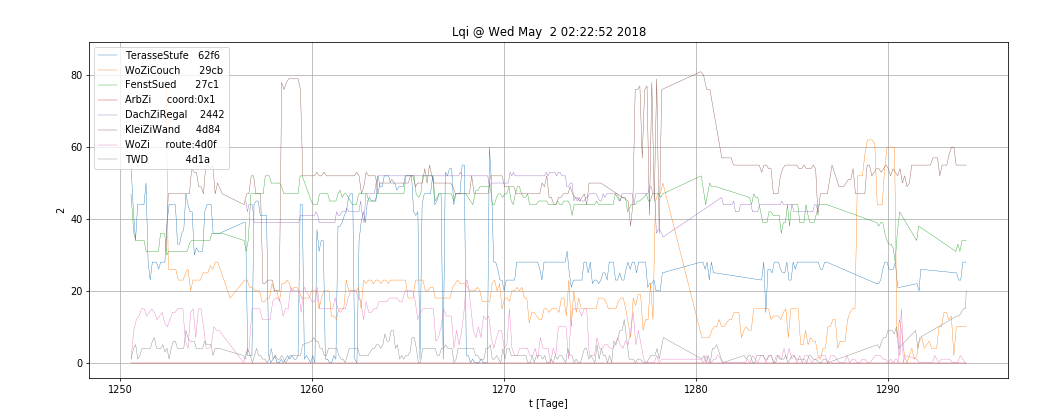 Lqi @ Wed May  2 02:22:52 2018
80
60
40
20
0
2
TerasseStufe   62f6
WoZiCouch      29cb
FenstSued      27c1
ArbZi     coord:0x1
DachZiRegal    2442
KleiZiWand     4d84
WoZi     route:4d0f
TWD            4d1a
1250 1260 1270 1280 1290
t [Tage]